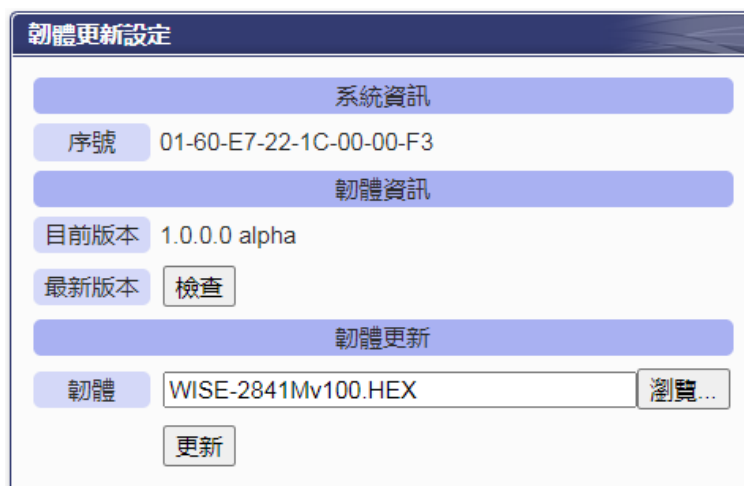 韌體更新設定
系統資訊
序號 01-60-E7-22-1C-00-00-F3
韌體資訊
目前版本 1.0.0.0 alpha
最新版本 檢查
韌體更新
韌體 WISE-2841Mv100.HEX 瀏覽...
更新